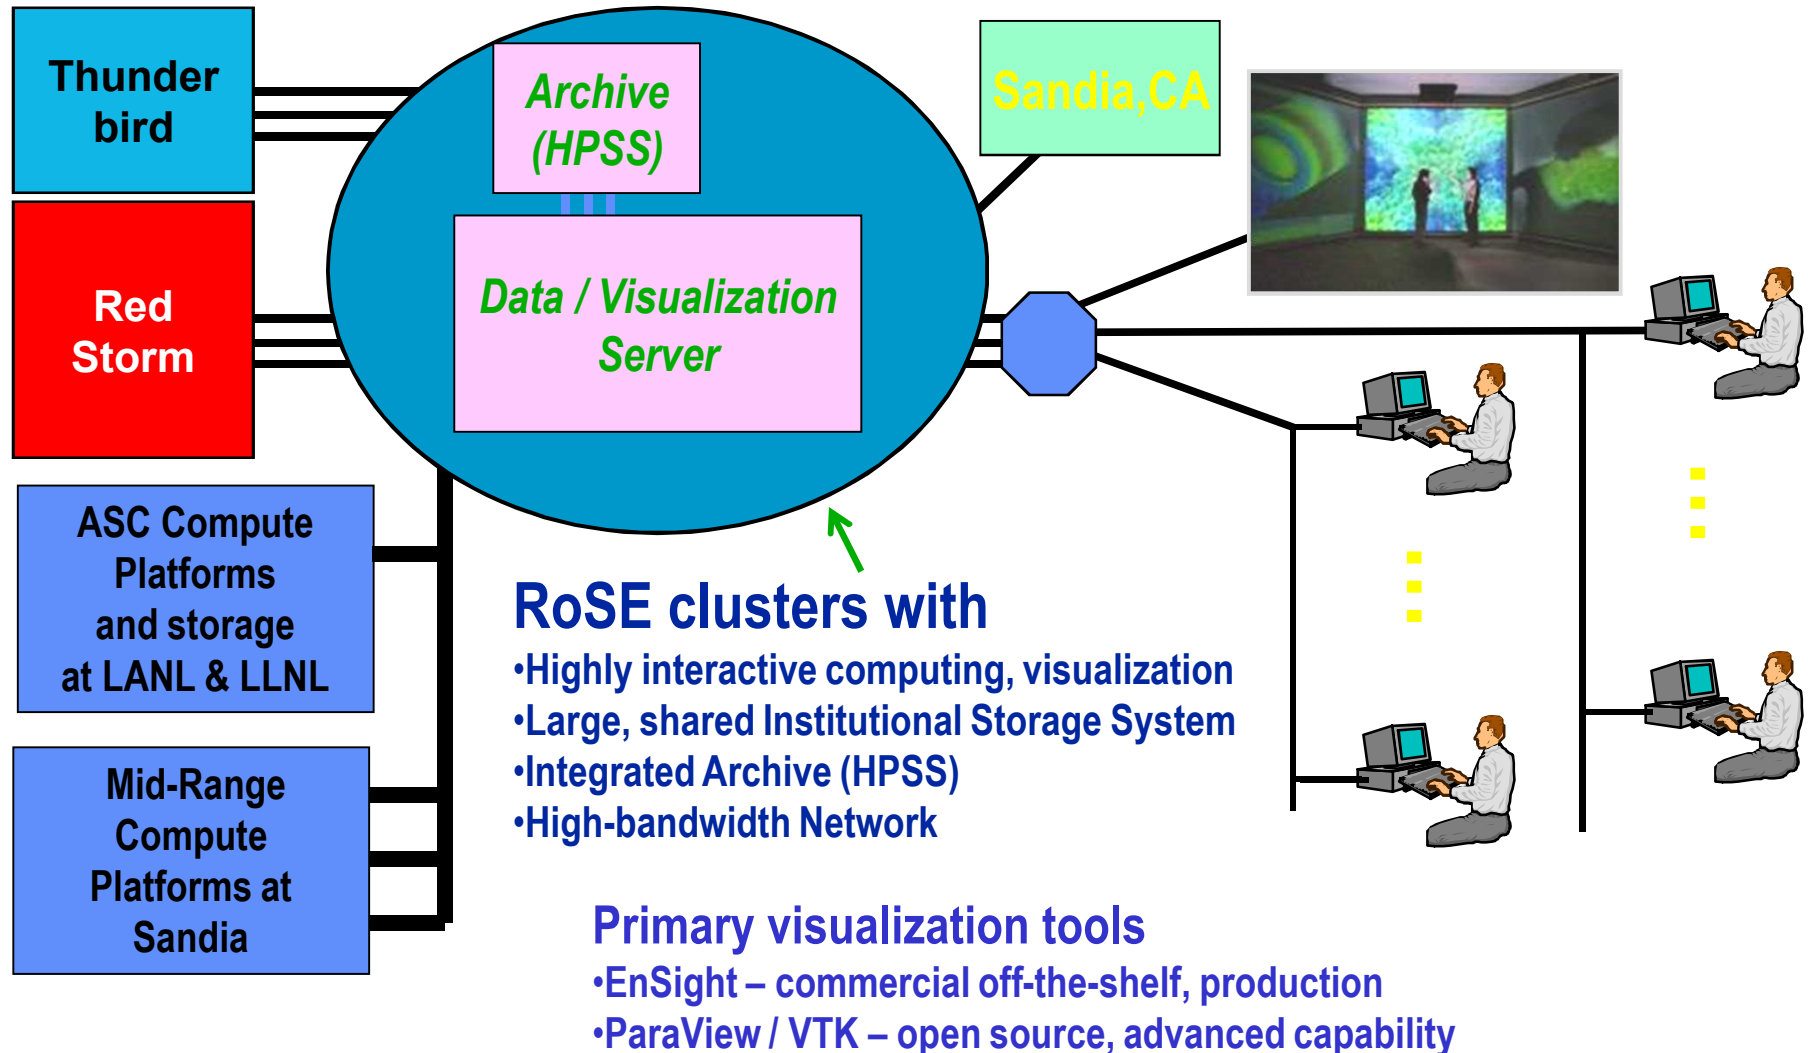 Thunder
bird
Red
Storm
ASC Compute
Platforms
and storage
at LANL & LLNL
Mid-Range
Compute
Platforms at
Sandia
Archive
(HPSS)
Data / Visualization
Server
Sandia,CA
RoSE clusters with
•Highly interactive computing, visualization
•Large, shared Institutional Storage System
•Integrated Archive (HPSS)
•High-bandwidth Network
Primary visualization tools
•EnSight – commercial off-the-shelf, production
•ParaView / VTK – open source, advanced capability